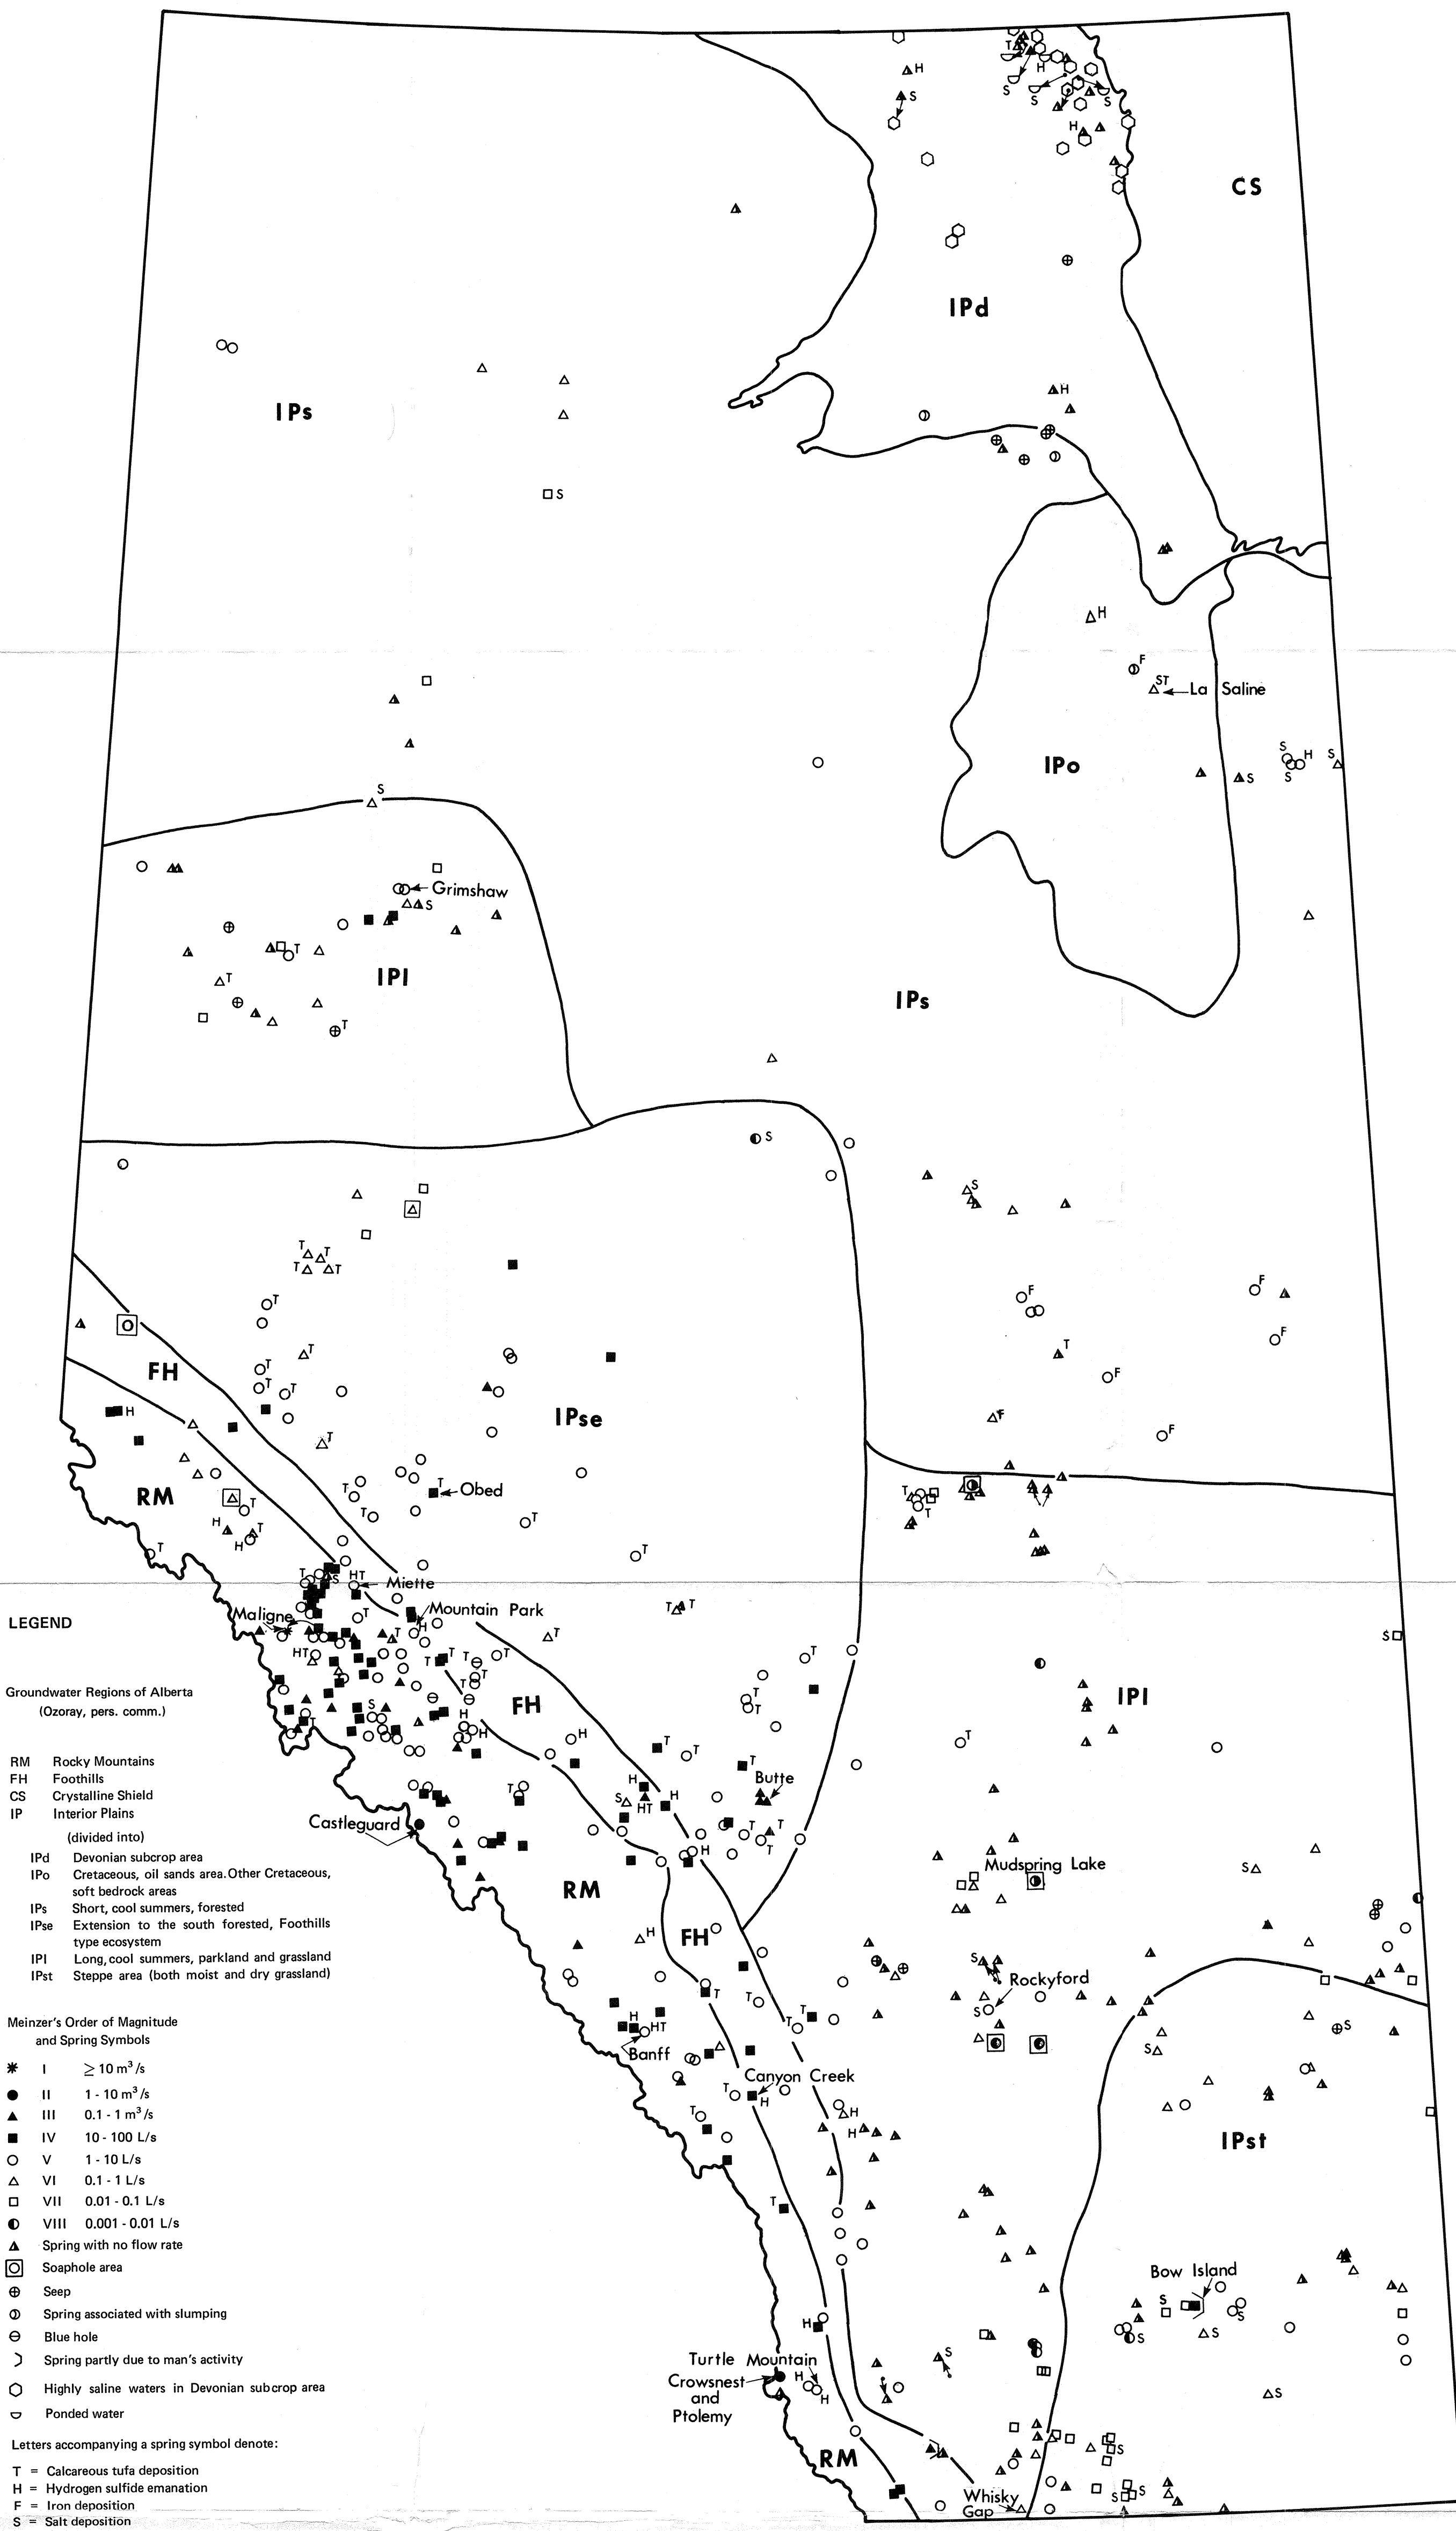 CS
IPd
IPs
La Saline
IPo
Grimshaw
IPl
IPs
FH
IPse
RM
Obed
Miette
Maligne
Mountain Park
FH
IPl
Butte
Castleguard
Mudspring Lake
RM
FH
Rockyford
Banff
Canyon Creek
IPst
Bow Island
Turtle Mountain
Crowsnest
and
Ptolemy
RM
Whisky
Gap
LEGEND
Groundwater Regions of Alberta
(Ozoray, pers. comm.)
RM Rocky Mountains
FH Foothills
CS Crystalline Shield
IP Interior Plains
(divided into)
IPd Devonian subcrop area
IPo Cretaceous, oil sands area. Other Cretaceous,
soft bedrock areas
IPs Short, cool summers, forested
IPse Extension to the south forested, Foothills
type ecosystem
IPl Long, cool summers, parkland and grassland
IPst Steppe area (both moist and dry grassland)
Meinzer's Order of Magnitude
and Spring Symbols
I ≥ 10 m³/s
II 1 - 10 m³/s
III 0.1 - 1 m³/s
IV 10 - 100 L/s
V 1 - 10 L/s
VI 0.1 - 1 L/s
VII 0.01 - 0.1 L/s
VIII 0.001 - 0.01 L/s
Spring with no flow rate
Soaphole area
Seep
Spring associated with slumping
Blue hole
Spring partly due to man's activity
Highly saline waters in Devonian subcrop area
Ponded water
Letters accompanying a spring symbol denote:
T = Calcareous tufa deposition
H = Hydrogen sulfide emanation
F = Iron deposition
S = Salt deposition